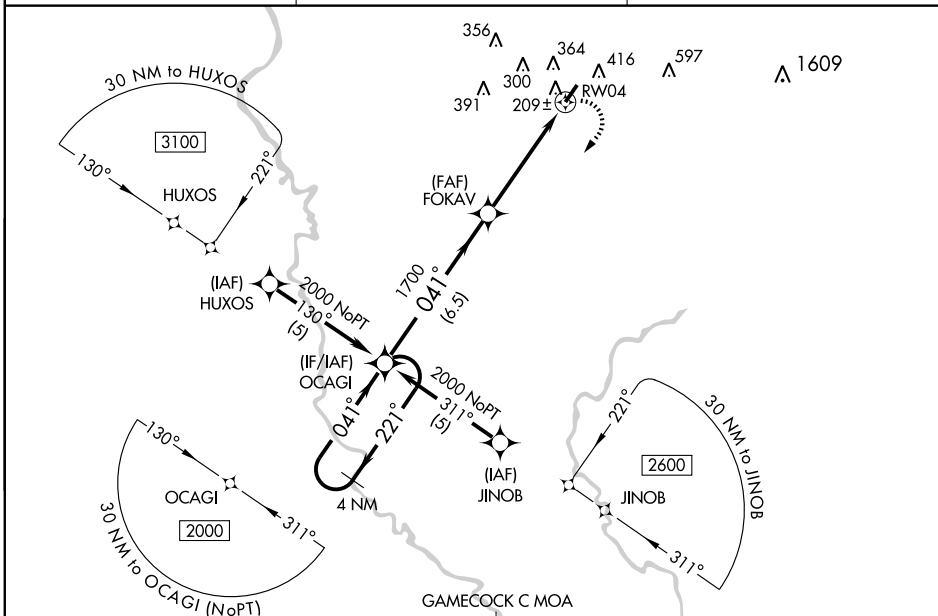 356
364
416
597
1609
300
391
209±
RW04
30 NM to HUXOS
3100
130°
221°
HUXOS
(FAF)
FOKAV
1700
041°
(6.5)
(IAF)
HUXOS
2000 NoPT
130°
(5)
(IF/IAF)
OCAGI
2000 NoPT
311°
(5)
041°
221°
(IAF)
JINOB
4 NM
130°
OCAGI
2000
311°
30 NM to OCAGI (NoPT)
221°
30 NM to JINOB
2600
JINOB
311°
GAMECOCK C MOA